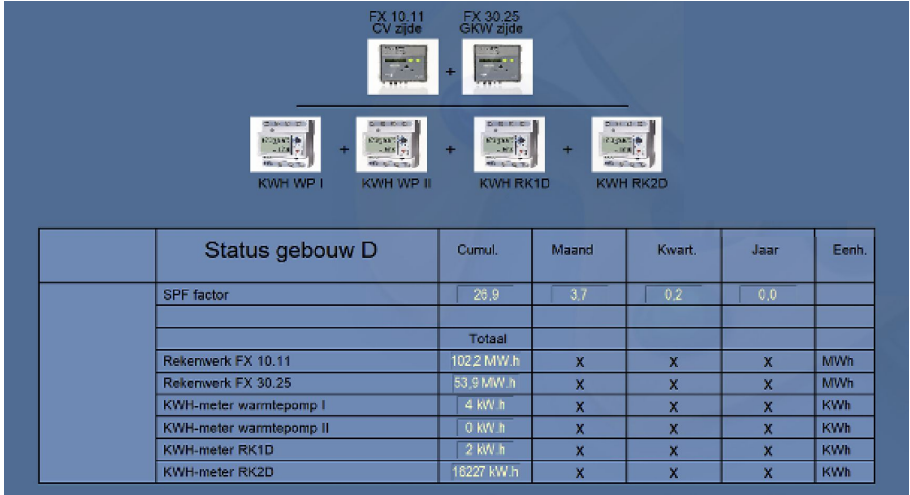 FX 10.11 FX 30.25
CV zijde GKW zijde
+
+ + +
KWH WP I KWH WP II KWH RK1D KWH RK2D
Status gebouw D Cumul. Maand Kwart. Jaar Eenh.
SPF factor 26,9 3,7 0,2 0,0
Totaal
Rekenwerk FX 10.11 102,2 MW.h X X X MWh
Rekenwerk FX 30.25 53,9 MW.h X X X MWh
KWH-meter warmtepomp I 4 kW.h X X X KWh
KWH-meter warmtepomp II 0 kW.h X X X KWh
KWH-meter RK1D 2 kW.h X X X KWh
KWH-meter RK2D 16227 kW.h X X X KWh